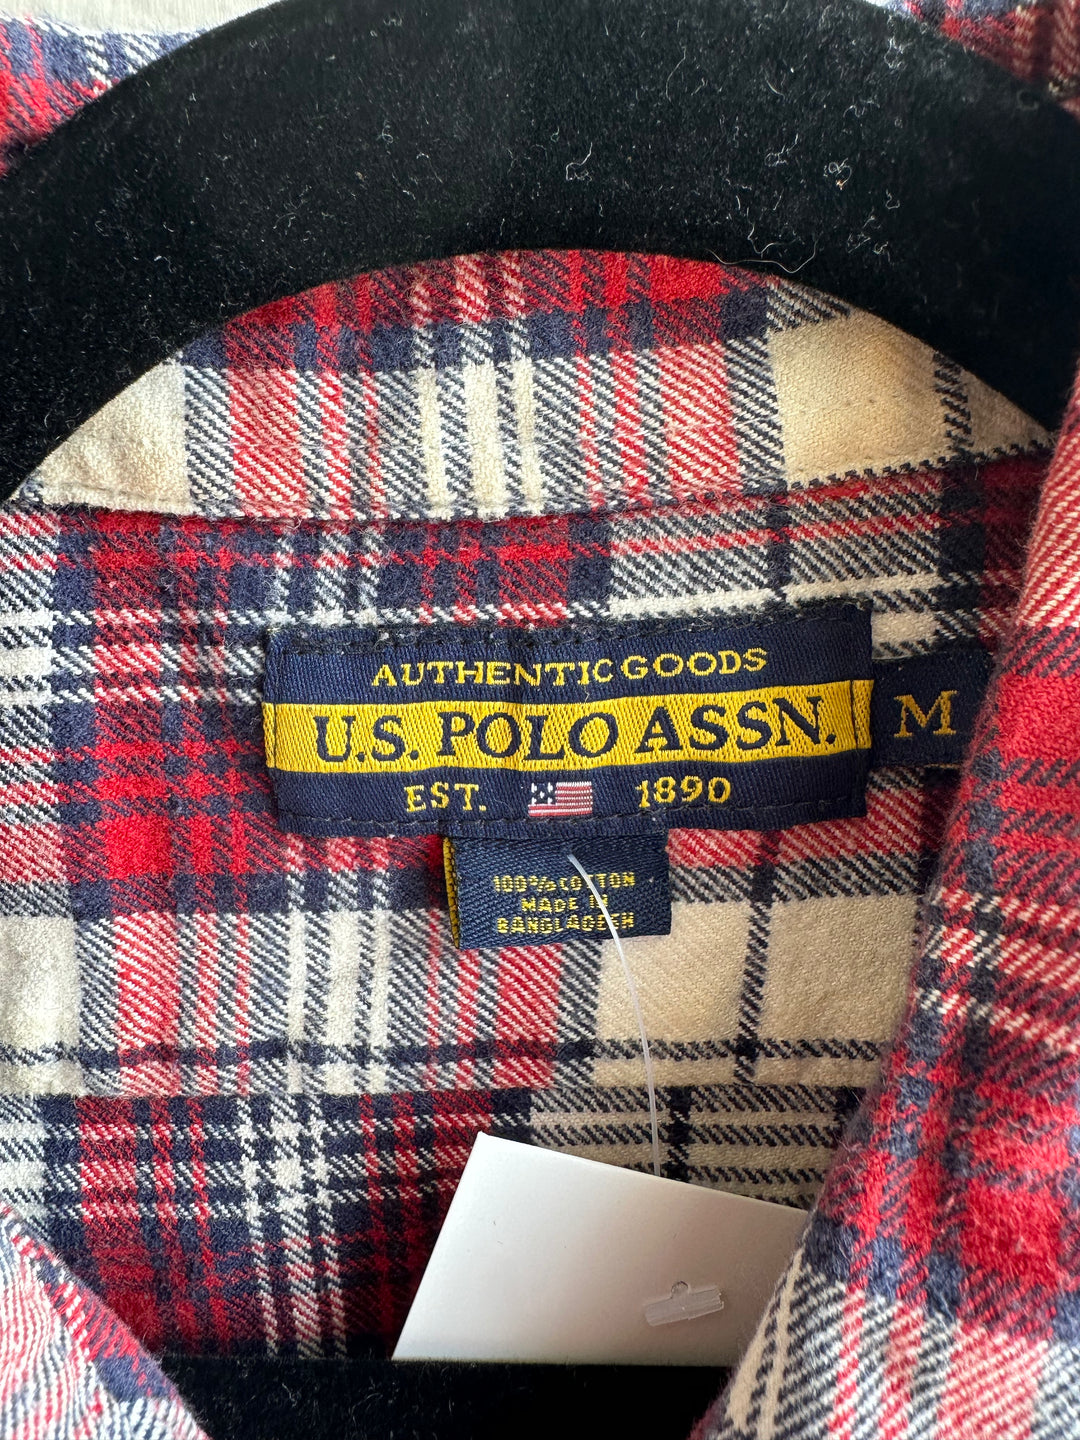 AUTHENTIC GOODS
U.S. POLO ASSN.
EST. 1890
M
100% COTTON
MADE IN
BANGLADESH